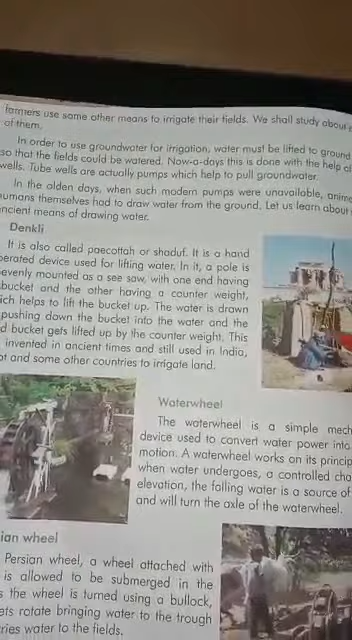 farmers use some other means to irrigate their fields. We shall study about
of them.
In order to use groundwater for irrigation, water must be lifted to ground
so that the fields could be watered. Now-a-days this is done with the help of
wells. Tube wells are actually pumps which help to pull groundwater.
In the olden days, when such modern pumps were unavailable,
umans themselves had to draw water from the ground. Let us learn about
ncient means of drawing water.
Denkli
It is also called paecottah or shaduf. It is a hand
perated device used for lifting water. In it, a pole is
evenly mounted as a see saw, with one end having
bucket and the other having a counter weight,
ich helps to lift the bucket up. The water is drawn
pushing down the bucket into the water and the
d bucket gets lifted up by the counter weight. This
invented in ancient times and still used in India,
pt and some other countries to irrigate land.
Waterwheel
The waterwheel is a simple mech
device used to convert water power into
motion. A waterwheel works on its princip
when water undergoes, a controlled cha
elevation, the falling water is a source of
and will turn the axle of the waterwheel.
ian wheel
Persian wheel, a wheel attached with
is allowed to be submerged in the
s the wheel is turned using a bullock,
ets rotate bringing water to the trough
ries water to the fields.